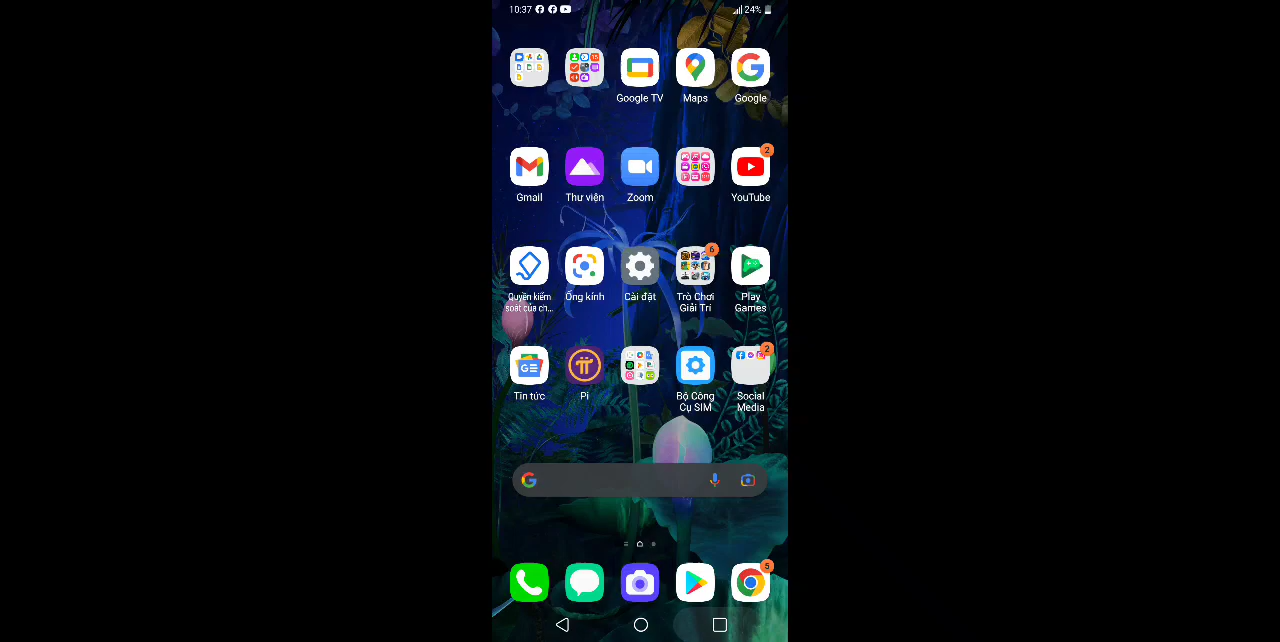 10:37
24%
Google TV
Maps
Google
Gmail
Thư viện
Zoom
2
YouTube
Quyền kiểm
soát của ch...
Ống kính
Cài đặt
6
Trò Chơi
Giải Trí
Play
Games
GE
Tin tức
Pi
Bộ Công
Cụ SIM
2
Social
Media
5